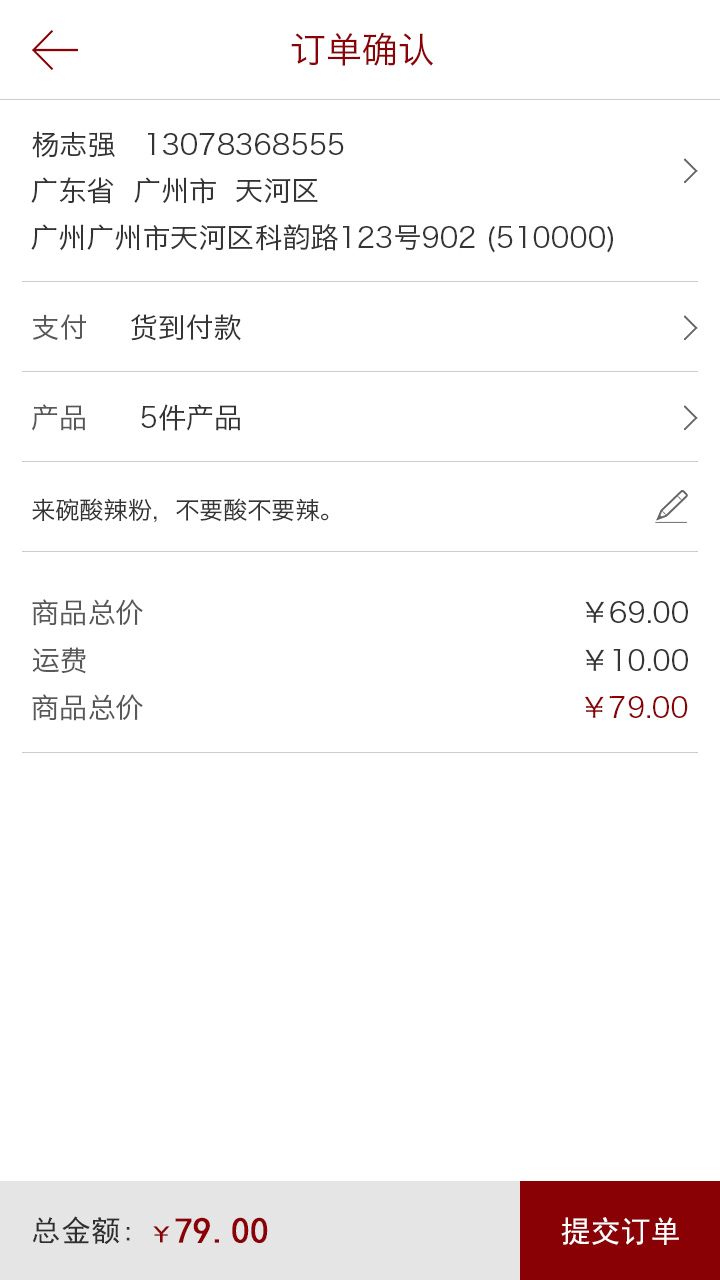 订单确认
杨志强 13078368555
广东省 广州市 天河区
广州广州市天河区科韵路123号902 (510000)
支付 货到付款
产品 5件产品
来碗酸辣粉，不要酸不要辣。
商品总价 ￥69.00
运费 ￥10.00
商品总价 ￥79.00
总金额：￥79.00 提交订单